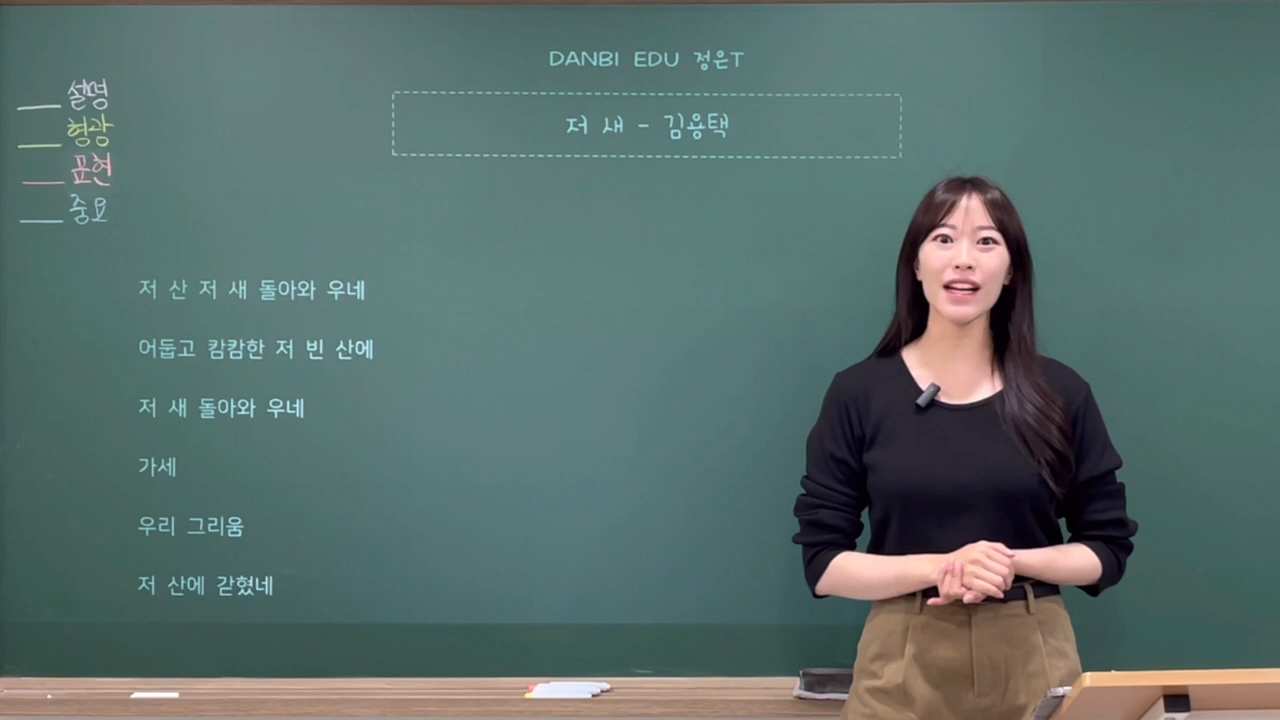 DANBI EDU 정은T
저 새 - 김용택
설명
형광
표현
중요
저 산 저 새 돌아와 우네
어둡고 캄캄한 저 빈 산에
저 새 돌아와 우네
가세
우리 그리움
저 산에 갇혔네